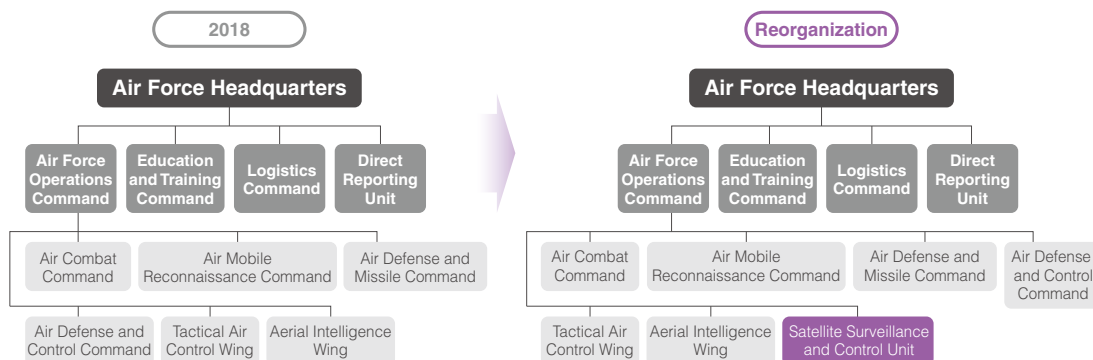 2018
Air Force Headquarters
Air Force
Operations
Command
Education
and Training
Command
Logistics
Command
Direct
Reporting
Unit
Air Combat
Command
Air Mobile
Reconnaissance Command
Air Defense and
Missile Command
Air Defense and
Control Command
Tactical Air
Control Wing
Aerial Intelligence
Wing
Reorganization
Air Force Headquarters
Air Force
Operations
Command
Education
and Training
Command
Logistics
Command
Direct
Reporting
Unit
Air Combat
Command
Air Mobile
Reconnaissance Command
Air Defense and
Missile Command
Air Defense
and Control
Command
Tactical Air
Control Wing
Aerial Intelligence
Wing
Satellite Surveillance
and Control Unit